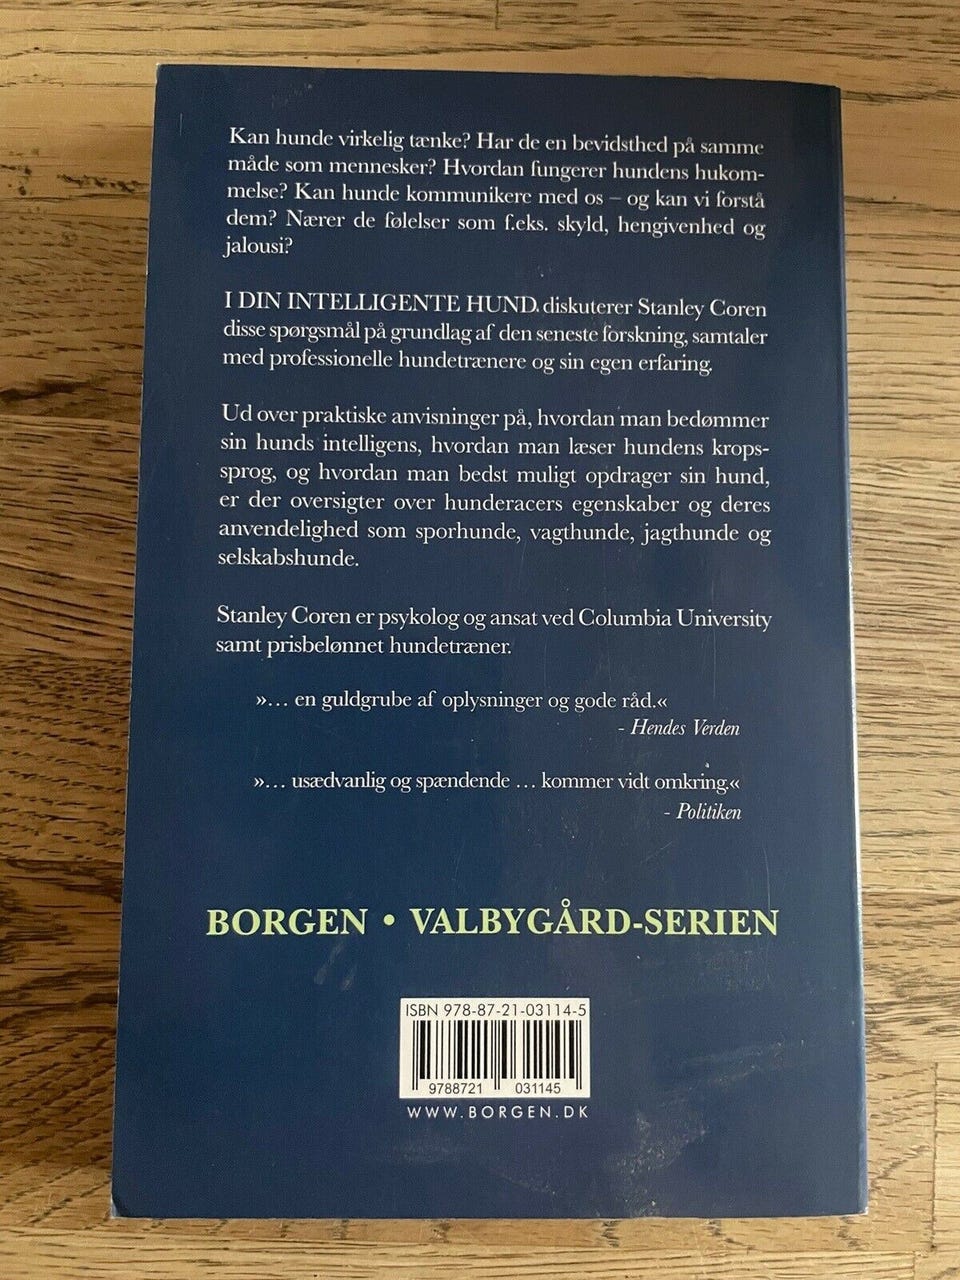 Kan hunde virkelig tænke? Har de en bevidsthed på samme
måde som mennesker? Hvordan fungerer hundens hukom-
melse? Kan hunde kommunikere med os – og kan vi forstå
dem? Nærer de følelser som f.eks. skyld, hengivenhed og
jalousi?
I DIN INTELLIGENTE HUND diskuterer Stanley Coren
disse spørgsmål på grundlag af den seneste forskning, samtaler
med professionelle hundetrænere og sin egen erfaring.
Ud over praktiske anvisninger på, hvordan man bedømmer
sin hunds intelligens, hvordan man læser hundens krops-
sprog, og hvordan man bedst muligt opdrager sin hund,
er der oversigter over hunderacers egenskaber og deres
anvendelighed som sporhunde, vagthunde, jagthunde og
selskabshunde.
Stanley Coren er psykolog og ansat ved Columbia University
samt prisbelønnet hundetræner.
»... en guldgrube af oplysninger og gode råd.«
- Hendes Verden
»... usædvanlig og spændende ... kommer vidt omkring.«
- Politiken
BORGEN • VALBYGÅRD-SERIEN
ISBN 978-87-21-03114-5
9788721 031145
WWW.BORGEN.DK